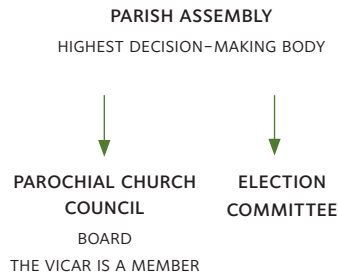 PARISH ASSEMBLY
HIGHEST DECISION-MAKING BODY
PAROCHIAL CHURCH
COUNCIL
BOARD
THE VICAR IS A MEMBER
ELECTION
COMMITTEE